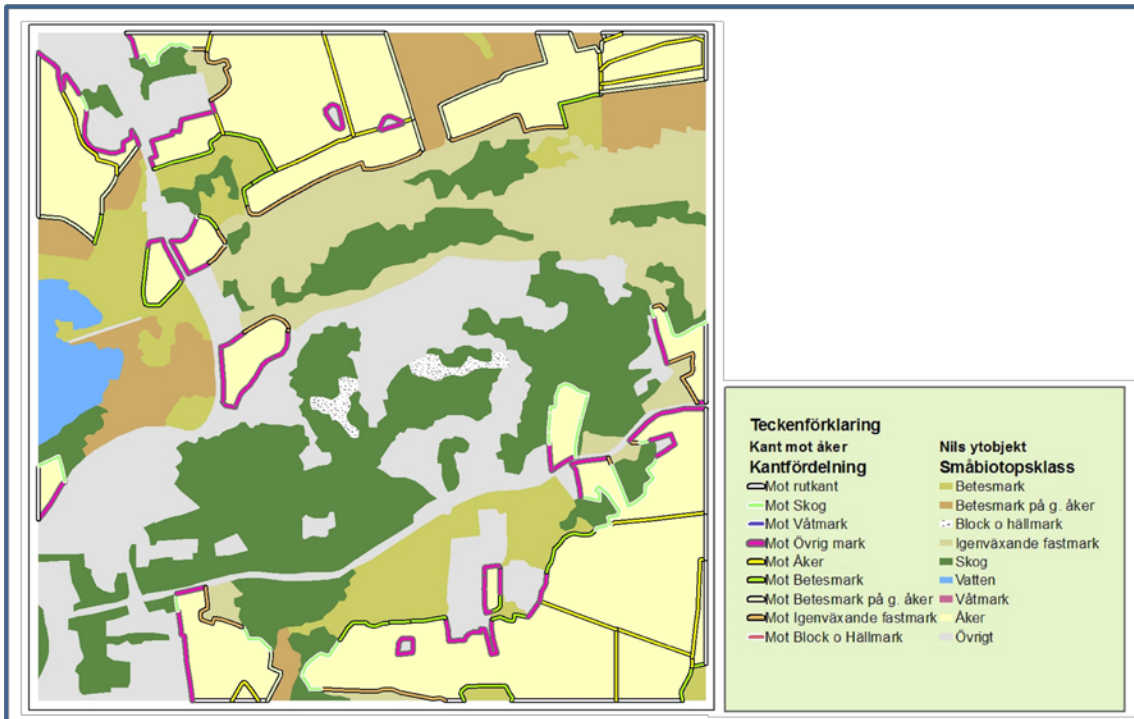 Teckenförklaring
Kant mot åker
Kantfördelning
Mot rutkant
Mot Skog
Mot Våtmark
Mot Övrig mark
Mot Åker
Mot Betesmark
Mot Betesmark på g. åker
Mot Igenväxande fastmark
Mot Block o Hällmark
Nils ytobjekt
Småbiotopsklass
Betesmark
Betesmark på g. åker
Block o hällmark
Igenväxande fastmark
Skog
Vatten
Våtmark
Åker
Övrigt